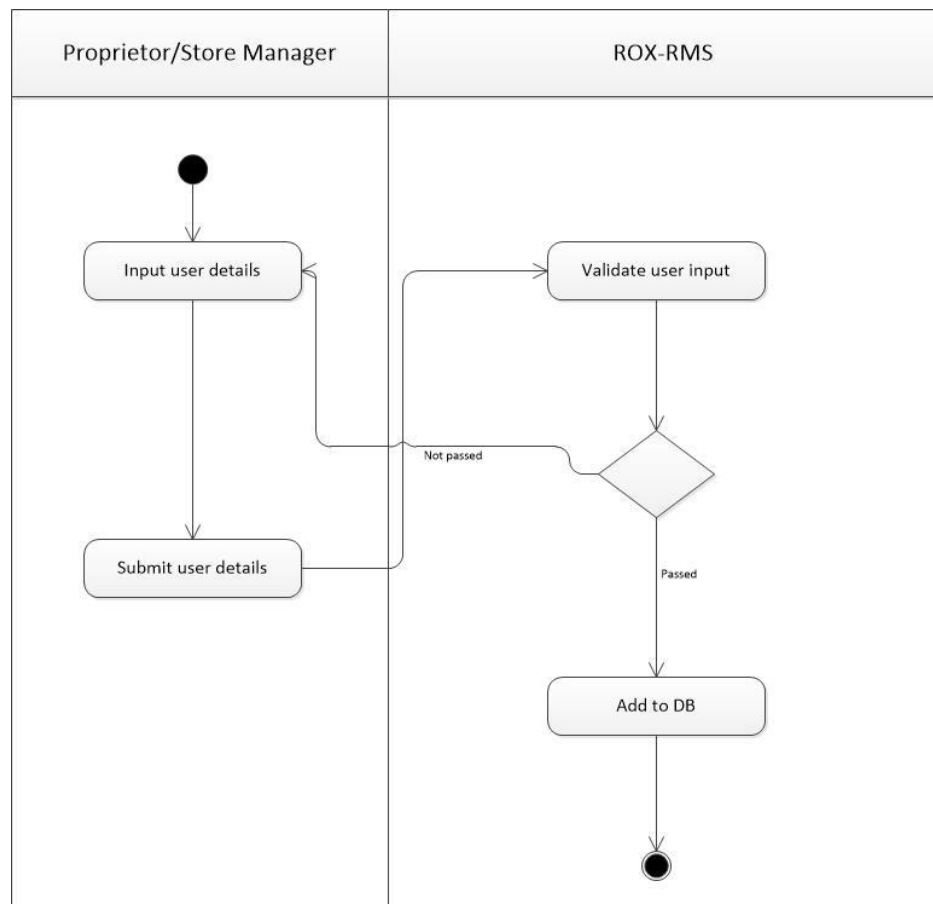 Proprietor/Store Manager
ROX-RMS
Input user details
Validate user input
Not passed
Submit user details
Passed
Add to DB